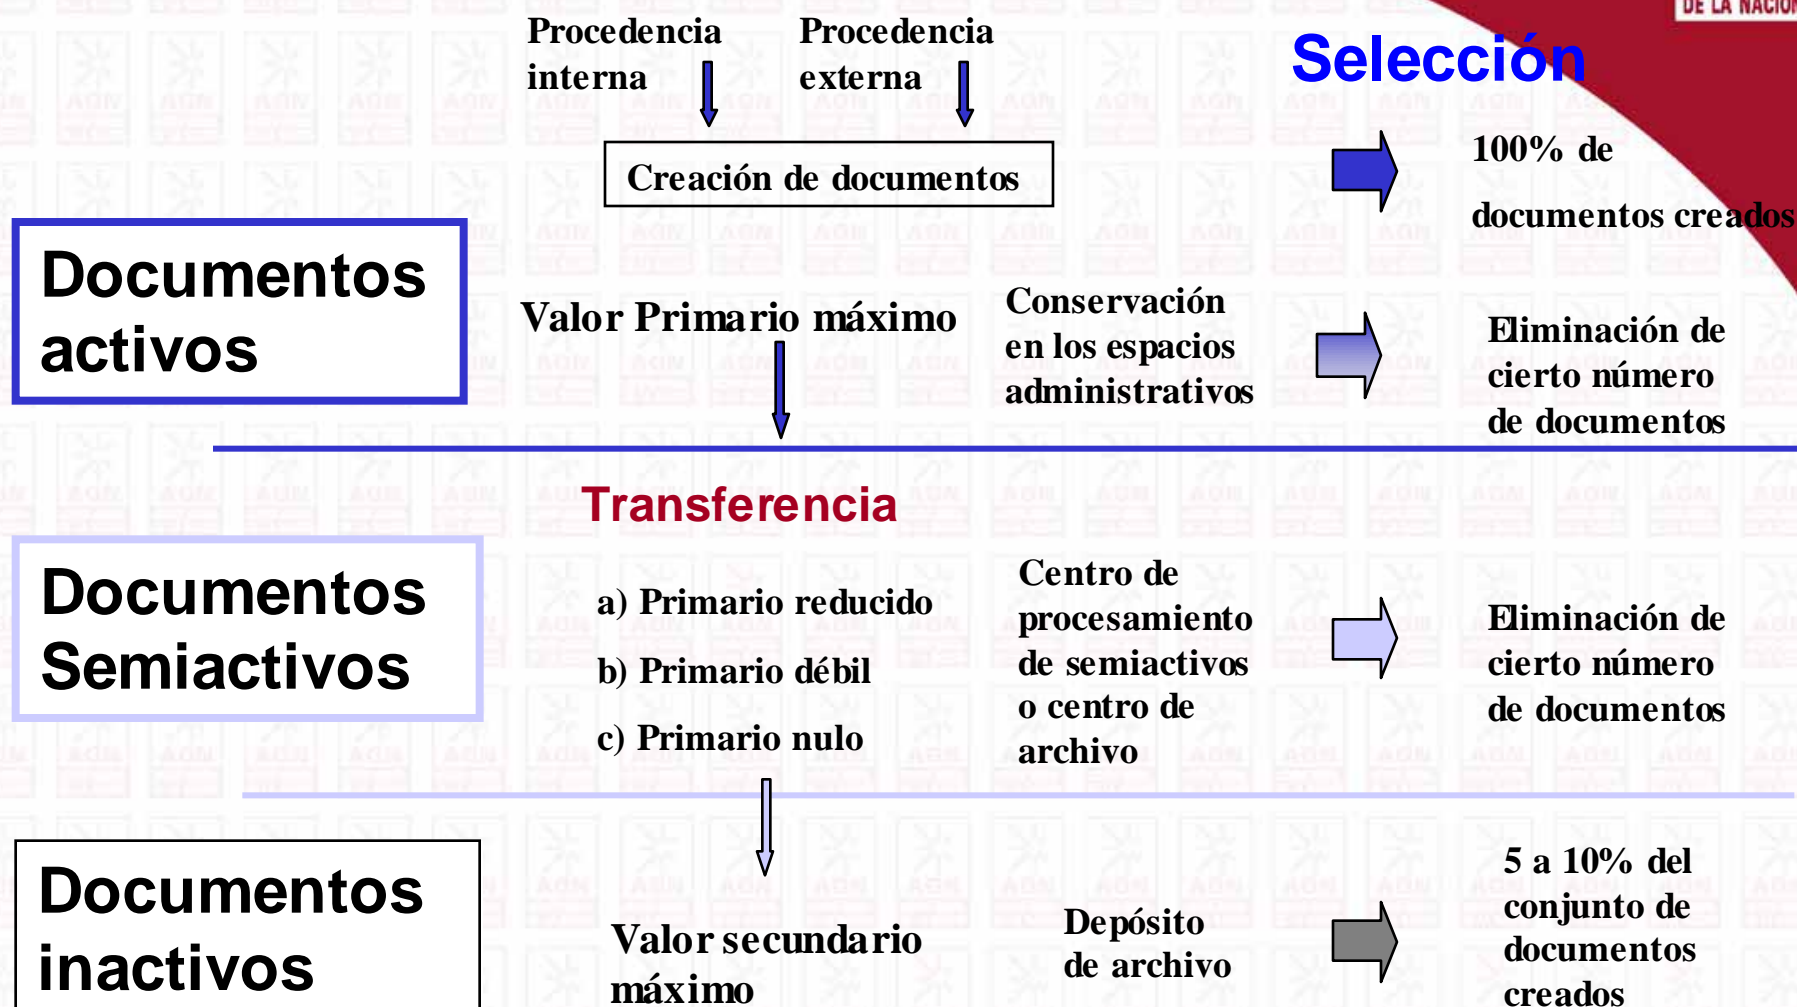 DE LA NACIÓN
Procedencia
interna
Procedencia
externa
Selección
Creación de documentos
100% de
documentos creados
Documentos
activos
Valor Primario máximo
Conservación
en los espacios
administrativos
Eliminación de
cierto número
de documentos
Transferencia
Documentos
Semiactivos
a) Primario reducido
b) Primario débil
c) Primario nulo
Centro de
procesamiento
de semiactivos
o centro de
archivo
Eliminación de
cierto número
de documentos
Documentos
inactivos
Valor secundario
máximo
Depósito
de archivo
5 a 10% del
conjunto de
documentos
creados